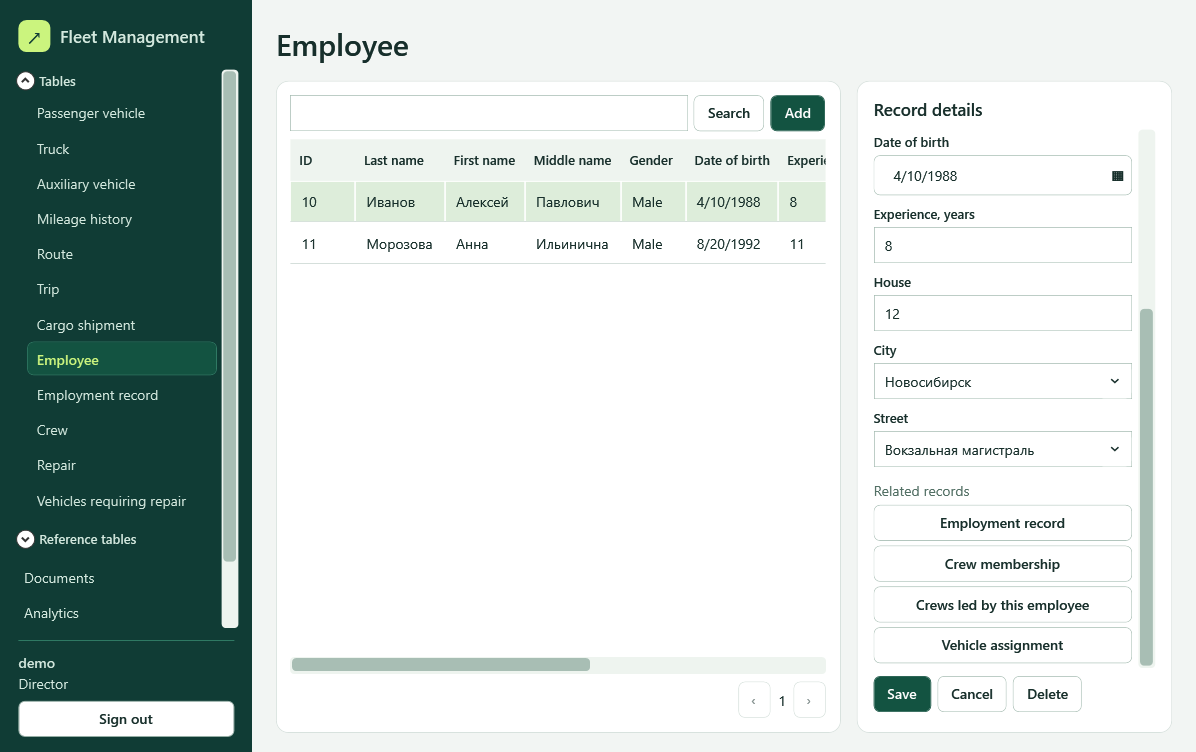 Fleet Management
Tables
Passenger vehicle
Truck
Auxiliary vehicle
Mileage history
Route
Trip
Cargo shipment
Employee
Employment record
Crew
Repair
Vehicles requiring repair
Reference tables
Documents
Analytics
demo
Director
Sign out
Employee
Search
Add
ID Last name First name Middle name Gender Date of birth
10 Иванов Алексей Павлович Male 4/10/1988 8
11 Морозова Анна Ильинична Male 8/20/1992 11
‹ 1 ›
Record details
Date of birth
4/10/1988
Experience, years
8
House
12
City
Новосибирск
Street
Вокзальная магистраль
Related records
Employment record
Crew membership
Crews led by this employee
Vehicle assignment
Save Cancel Delete